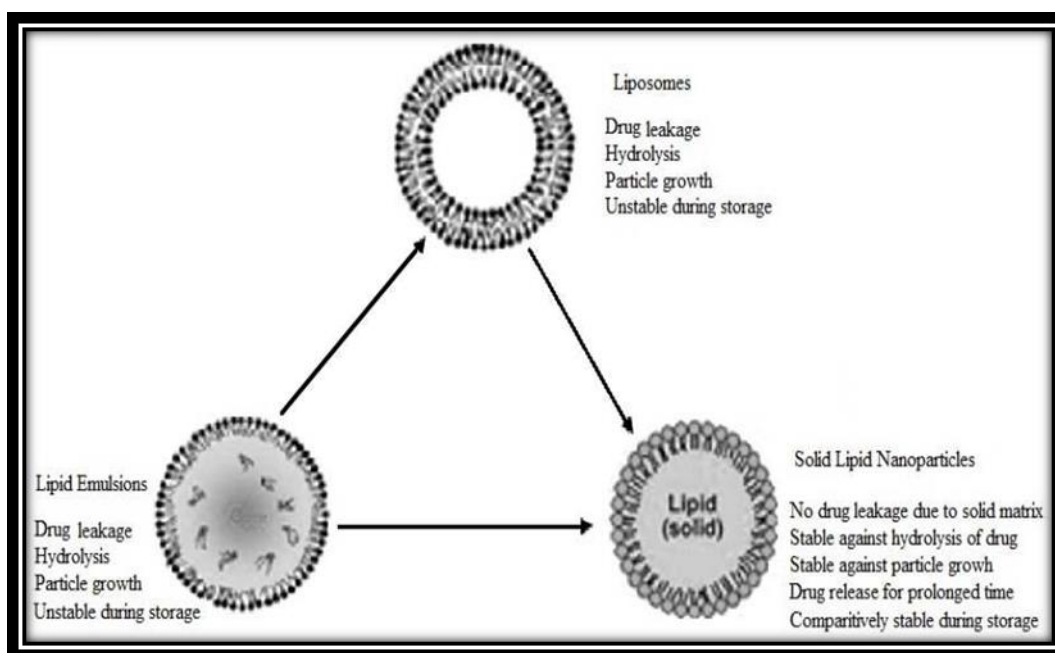 Liposomes
Drug leakage
Hydrolysis
Particle growth
Unstable during storage
Lipid Emulsions
Drug leakage
Hydrolysis
Particle growth
Unstable during storage
Lipid
(solid)
Solid Lipid Nanoparticles
No drug leakage due to solid matrix
Stable against hydrolysis of drug
Stable against particle growh
Drug release for prolonged time
Comparitively stable during storage